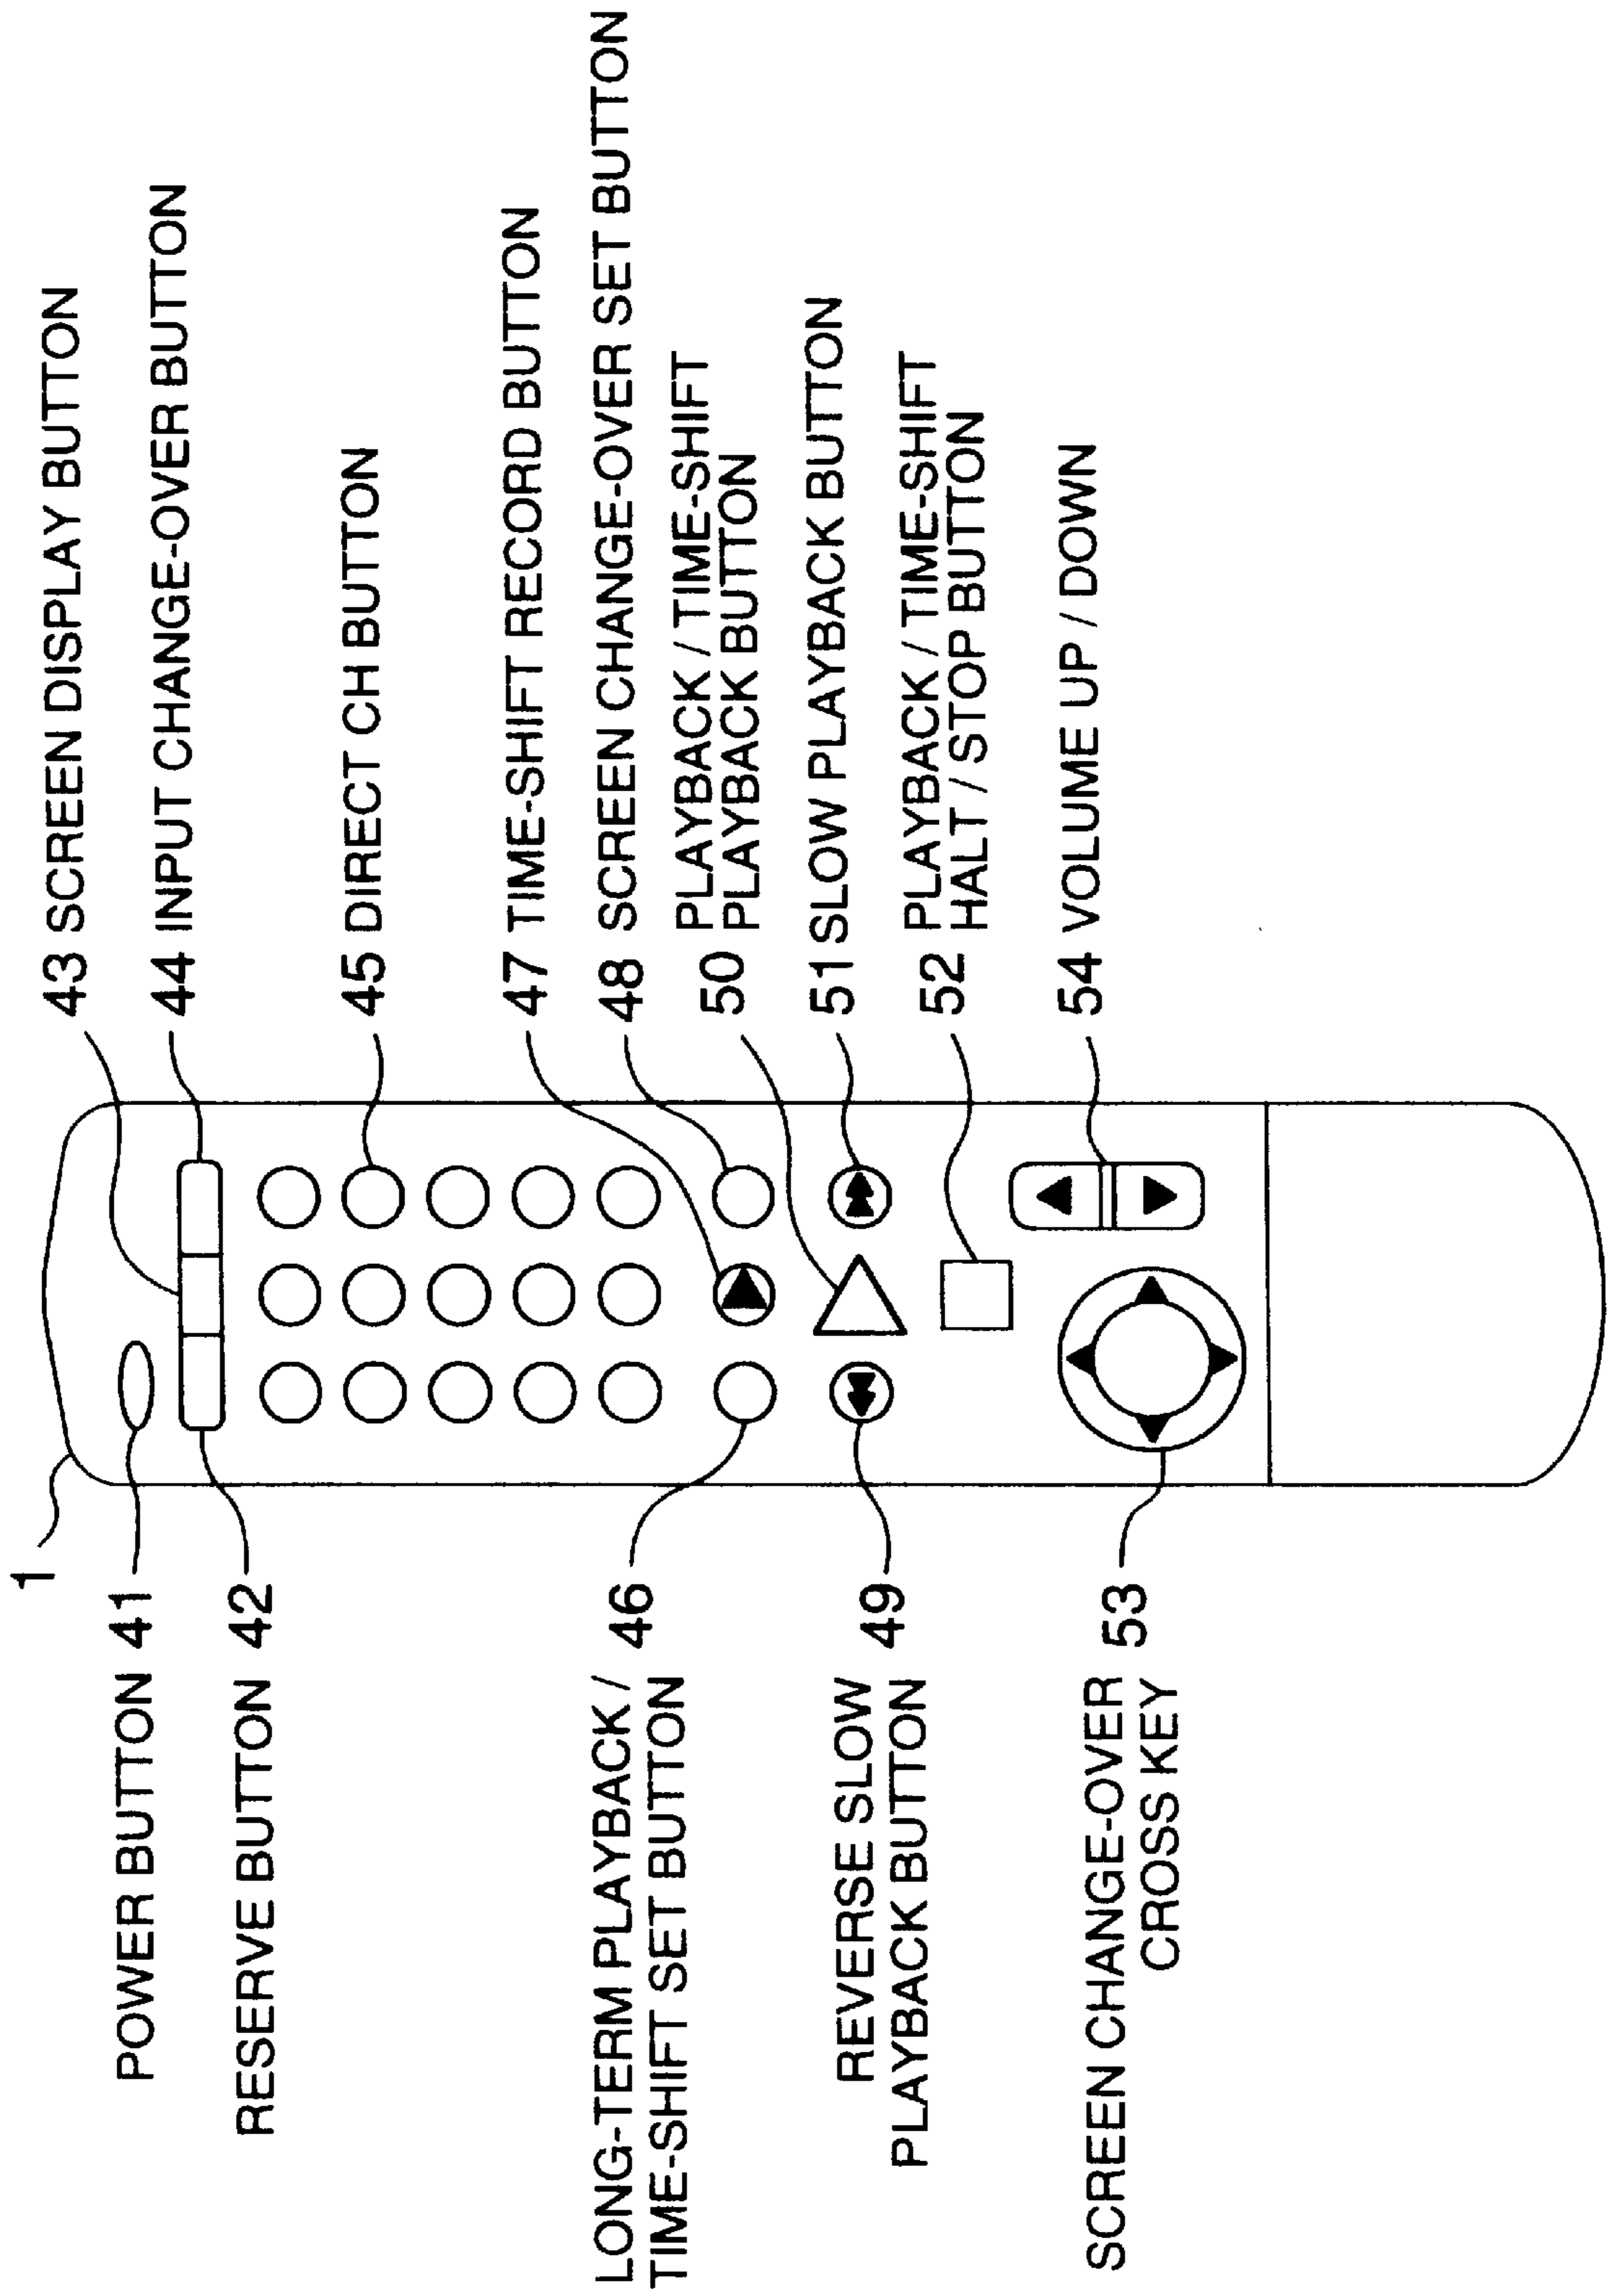 1
POWER BUTTON 41
RESERVE BUTTON 42
LONG-TERM PLAYBACK /
TIME-SHIFT SET BUTTON
46
REVERSE SLOW
PLAYBACK BUTTON
49
SCREEN CHANGE-OVER
CROSS KEY
53
43 SCREEN DISPLAY BUTTON
44 INPUT CHANGE-OVER BUTTON
45 DIRECT CH BUTTON
47 TIME-SHIFT RECORD BUTTON
48 SCREEN CHANGE-OVER SET BUTTON
50
PLAYBACK / TIME-SHIFT
PLAYBACK BUTTON
51 SLOW PLAYBACK BUTTON
52
PLAYBACK / TIME-SHIFT
HALT / STOP BUTTON
54 VOLUME UP / DOWN